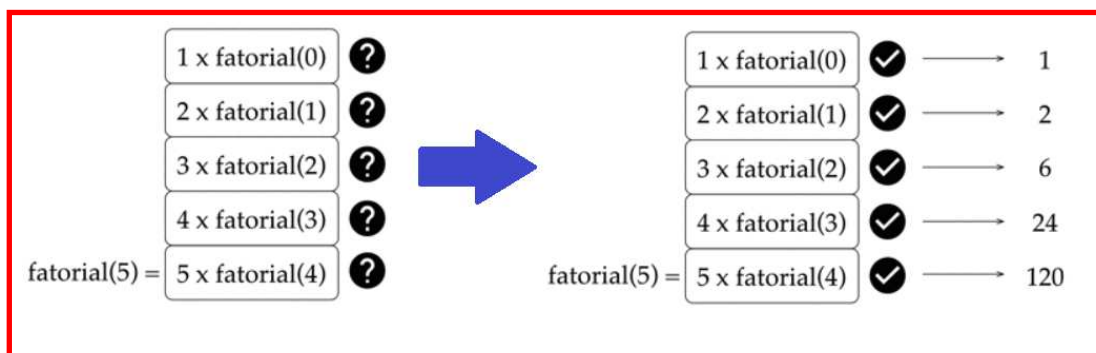 1 x fatorial(0)
2 x fatorial(1)
3 x fatorial(2)
4 x fatorial(3)
fatorial(5) = 5 x fatorial(4)
1 x fatorial(0) 1
2 x fatorial(1) 2
3 x fatorial(2) 6
4 x fatorial(3) 24
fatorial(5) = 5 x fatorial(4) 120